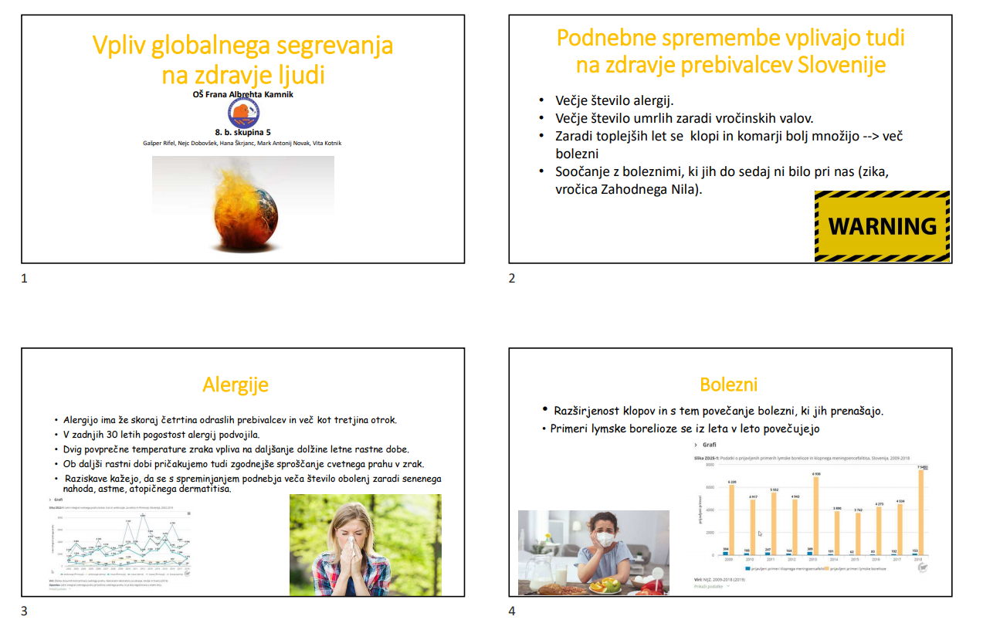 Vpliv globalnega segrevanja
na zdravje ljudi
OŠ Frana Albrehta Kamnik
8. b. skupina 5
Gašper Rifel, Nejc Dobovšek, Hana Škrjanc, Mark Antonij Novak, Vita Kotnik
1
Podnebne spremembe vplivajo tudi
na zdravje prebivalcev Slovenije
• Večje število alergij.
• Večje število umrlih zaradi vročinskih valov.
• Zaradi toplejših let se klopi in komarji bolj množijo --> več
bolezni
• Soočanje z boleznimi, ki jih do sedaj ni bilo pri nas (zika,
vročica Zahodnega Nila).
WARNING
2
Alergije
• Alergijo ima že skoraj četrtina odraslih prebivalcev in več kot tretjina otrok.
• V zadnjih 30 letih pogostost alergij podvojila.
• Dvig povprečne temperature zraka vpliva na daljšanje dolžine letne rastne dobe.
• Ob daljši rastni dobi pričakujemo tudi zgodnejše sproščanje cvetnega prahu v zrak.
• Raziskave kažejo, da se s spreminjanjem podnebja veča število obolenj zaradi senenega
nahoda, astme, atopičnega dermatitisa.
› Grafi
3
Bolezni
• Razširjenost klopov in s tem povečanje bolezni, ki jih prenašajo.
• Primeri lymske borelioze se iz leta v leto povečujejo
› Grafi
Slika ZD25-1: Podatki o prijavljenih primerih lymske borelioze in klopnega meningoencefalitisa, Slovenija, 2009-2018
8000
6000
4000
2000
0
prijavljeni primeri
6 220
4 917
5 552
4 943
6 938
3 890
3 742
4 273
4 534
304
166
247
164
309
101
62
83
102
153
2009 2010 2011 2012 2013 2014 2015 2016 2017 2018
prijavljeni primeri klopnega meningoencefalitisa prijavljeni primeri lymske borelioze
Viri: NIJZ, 2009-2018 (2019)
Prikaži podatke
4